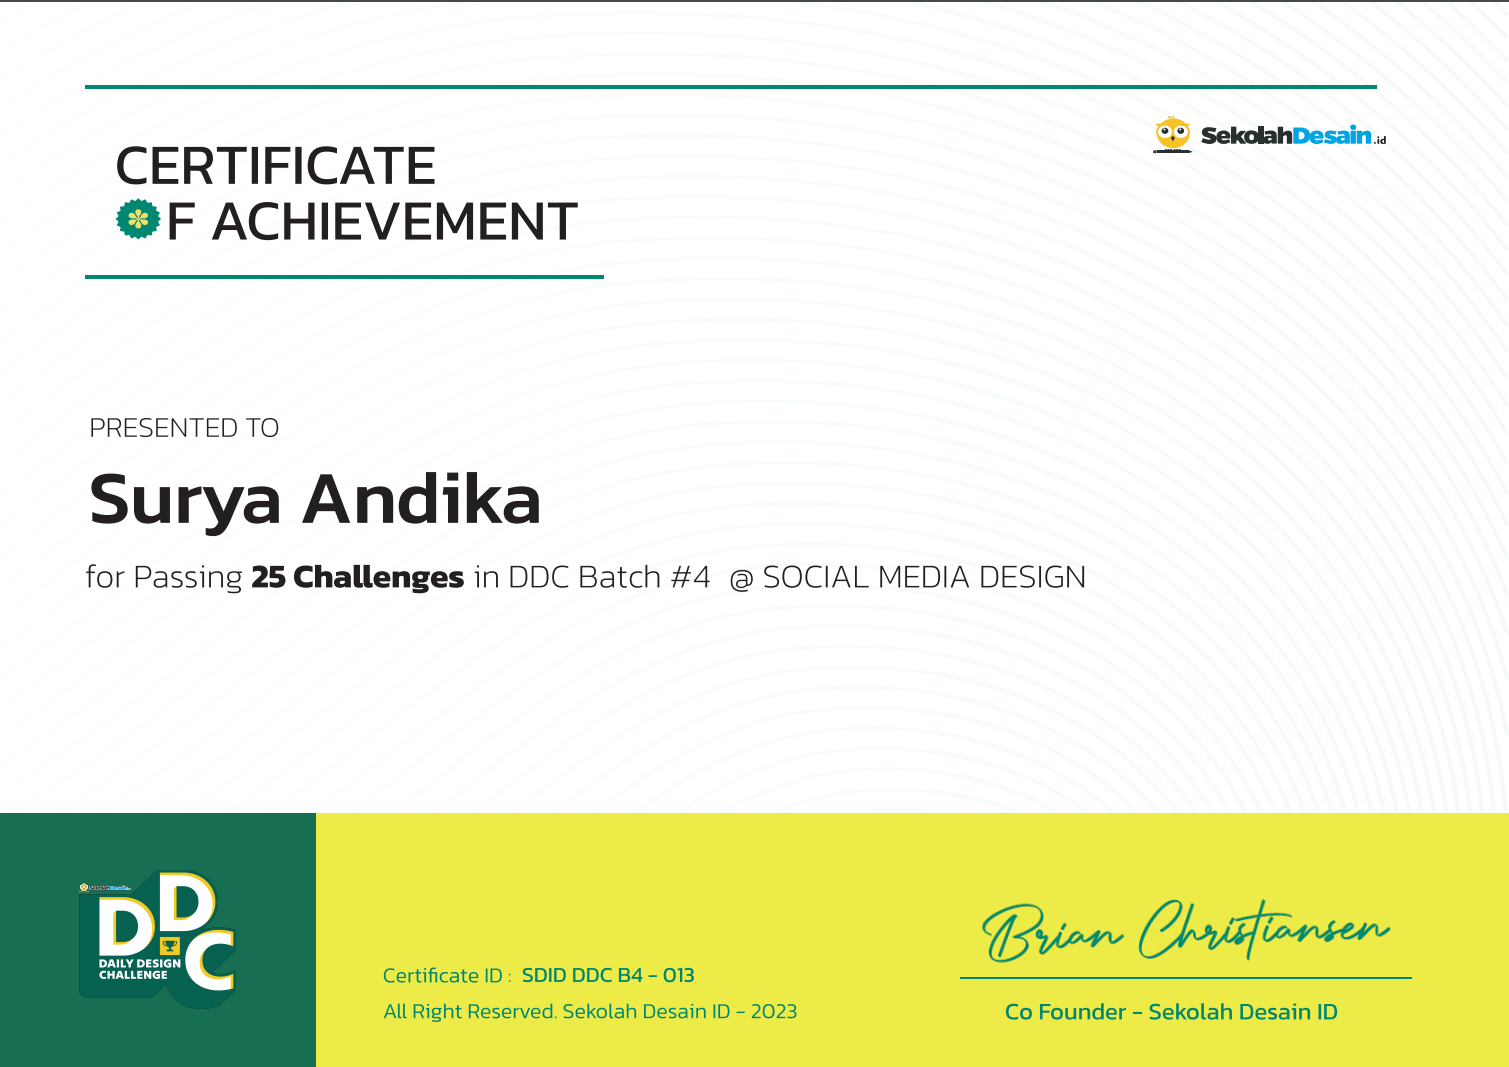 CERTIFICATE
OF ACHIEVEMENT
SekolahDesain.id
PRESENTED TO
Surya Andika
for Passing 25 Challenges in DDC Batch #4 @ SOCIAL MEDIA DESIGN
SekolahDesain
DDC
DAILY DESIGN
CHALLENGE
Certificate ID : SDID DDC B4 - 013
All Right Reserved. Sekolah Desain ID - 2023
Brian Christiansen
Co Founder - Sekolah Desain ID